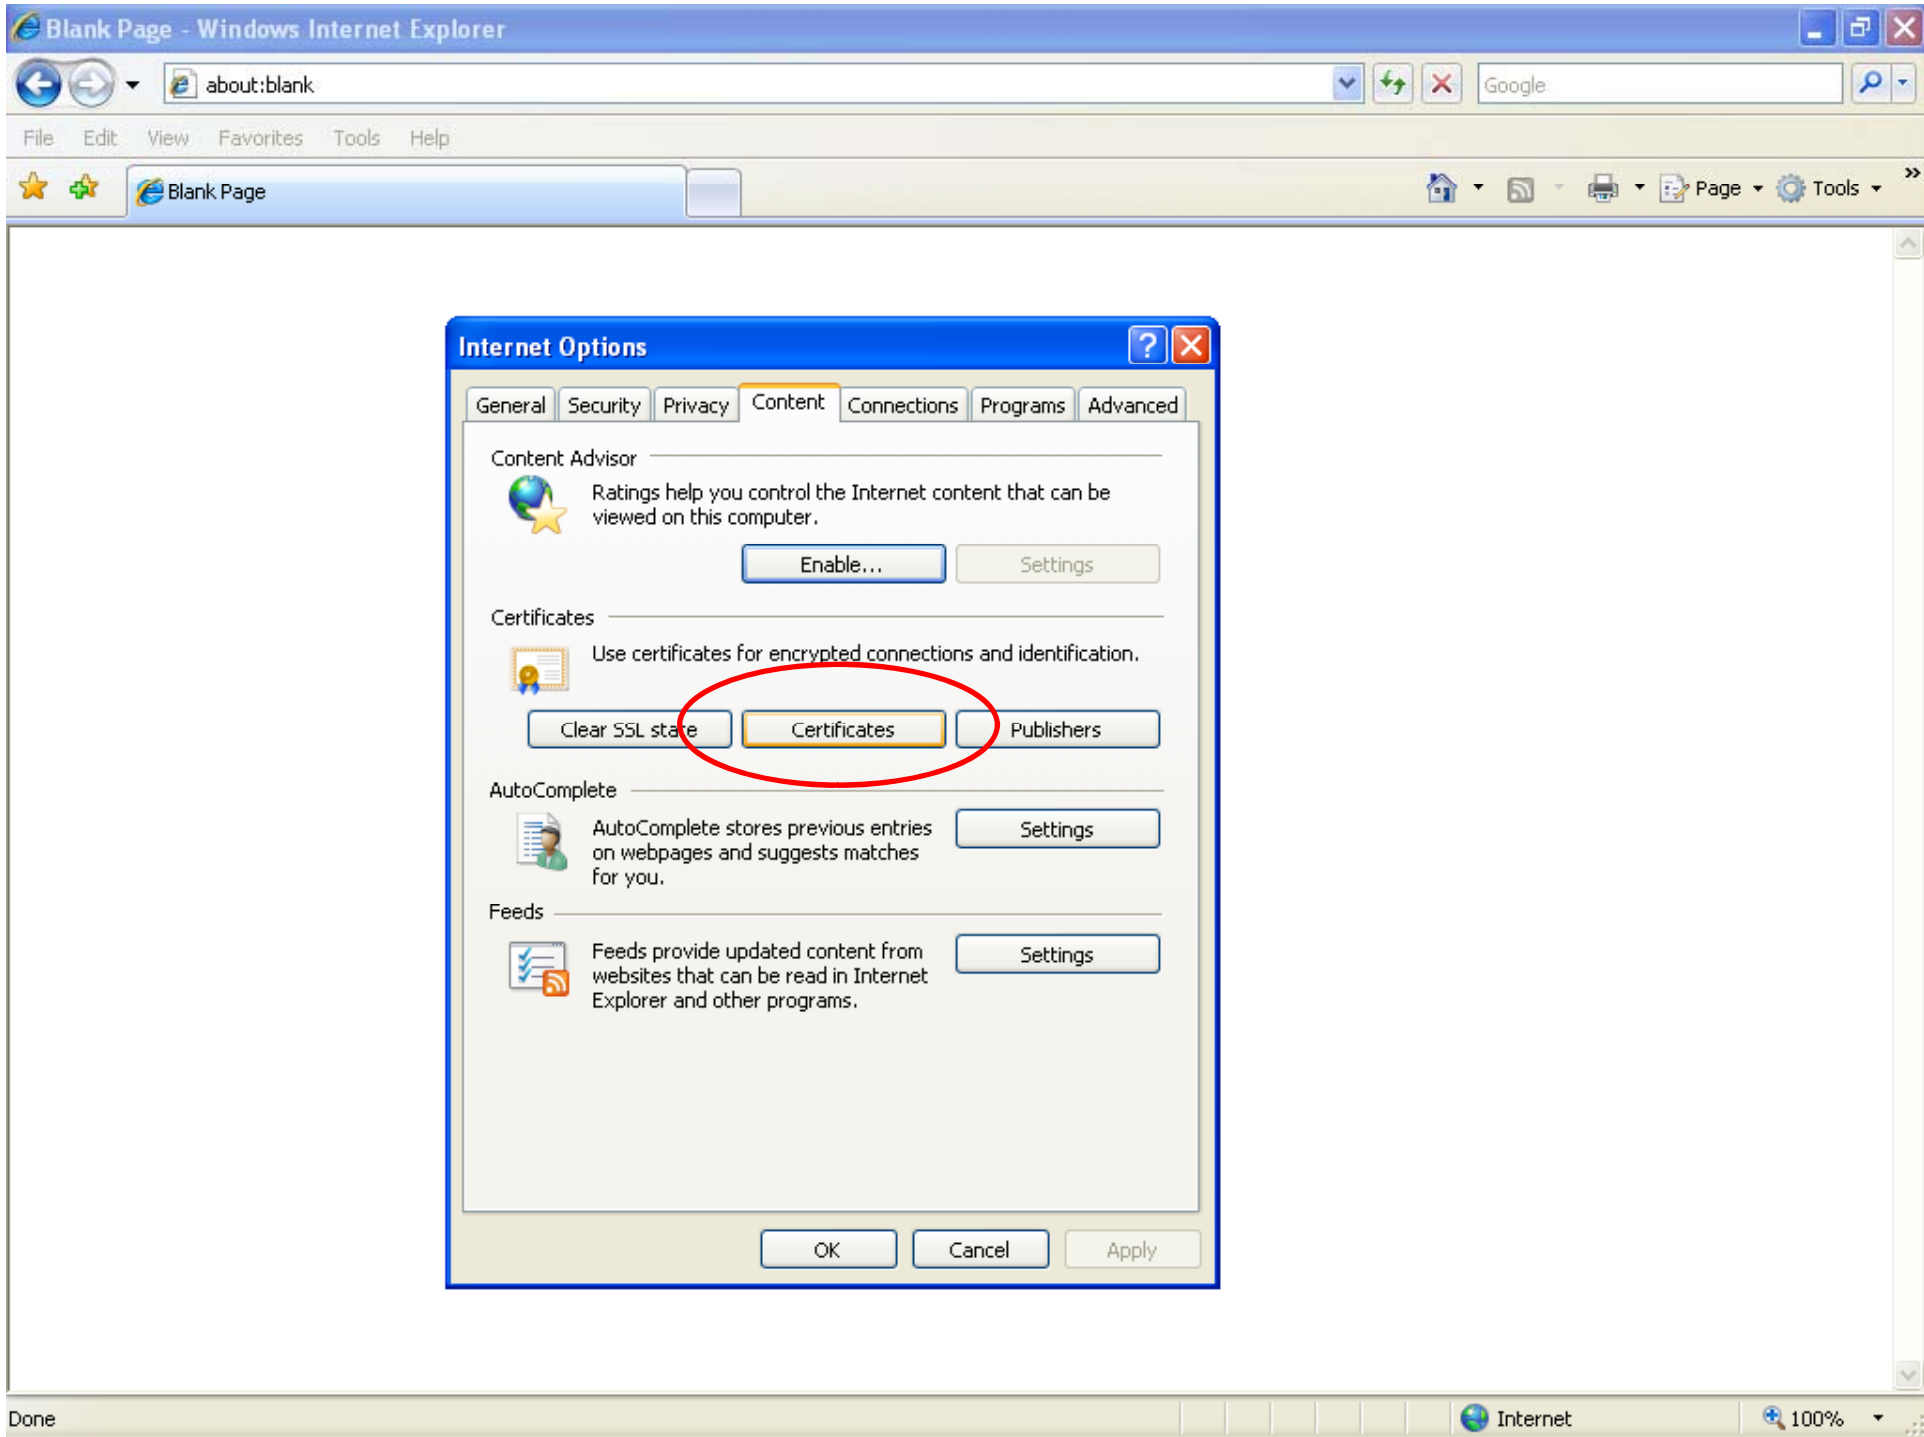 Blank Page - Windows Internet Explorer
about:blank
Google
File Edit View Favorites Tools Help
Blank Page
Page Tools »
Internet Options
General Security Privacy Content Connections Programs Advanced
Content Advisor
Ratings help you control the Internet content that can be
viewed on this computer.
Enable... Settings
Certificates
Use certificates for encrypted connections and identification.
Clear SSL state Certificates Publishers
AutoComplete
AutoComplete stores previous entries
on webpages and suggests matches
for you.
Settings
Feeds
Feeds provide updated content from
websites that can be read in Internet
Explorer and other programs.
Settings
OK Cancel Apply
Done Internet 100%